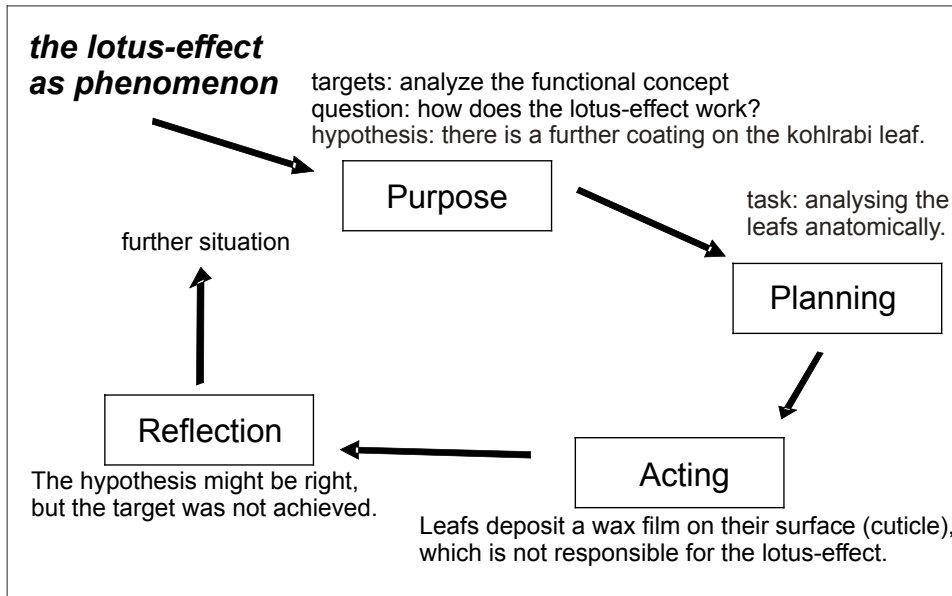 the lotus-effect
as phenomenon
targets: analyze the functional concept
question: how does the lotus-effect work?
hypothesis: there is a further coating on the kohlrabi leaf.
Purpose
task: analysing the
leafs anatomically.
Planning
further situation
Reflection
The hypothesis might be right,
but the target was not achieved.
Acting
Leafs deposit a wax film on their surface (cuticle),
which is not responsible for the lotus-effect.